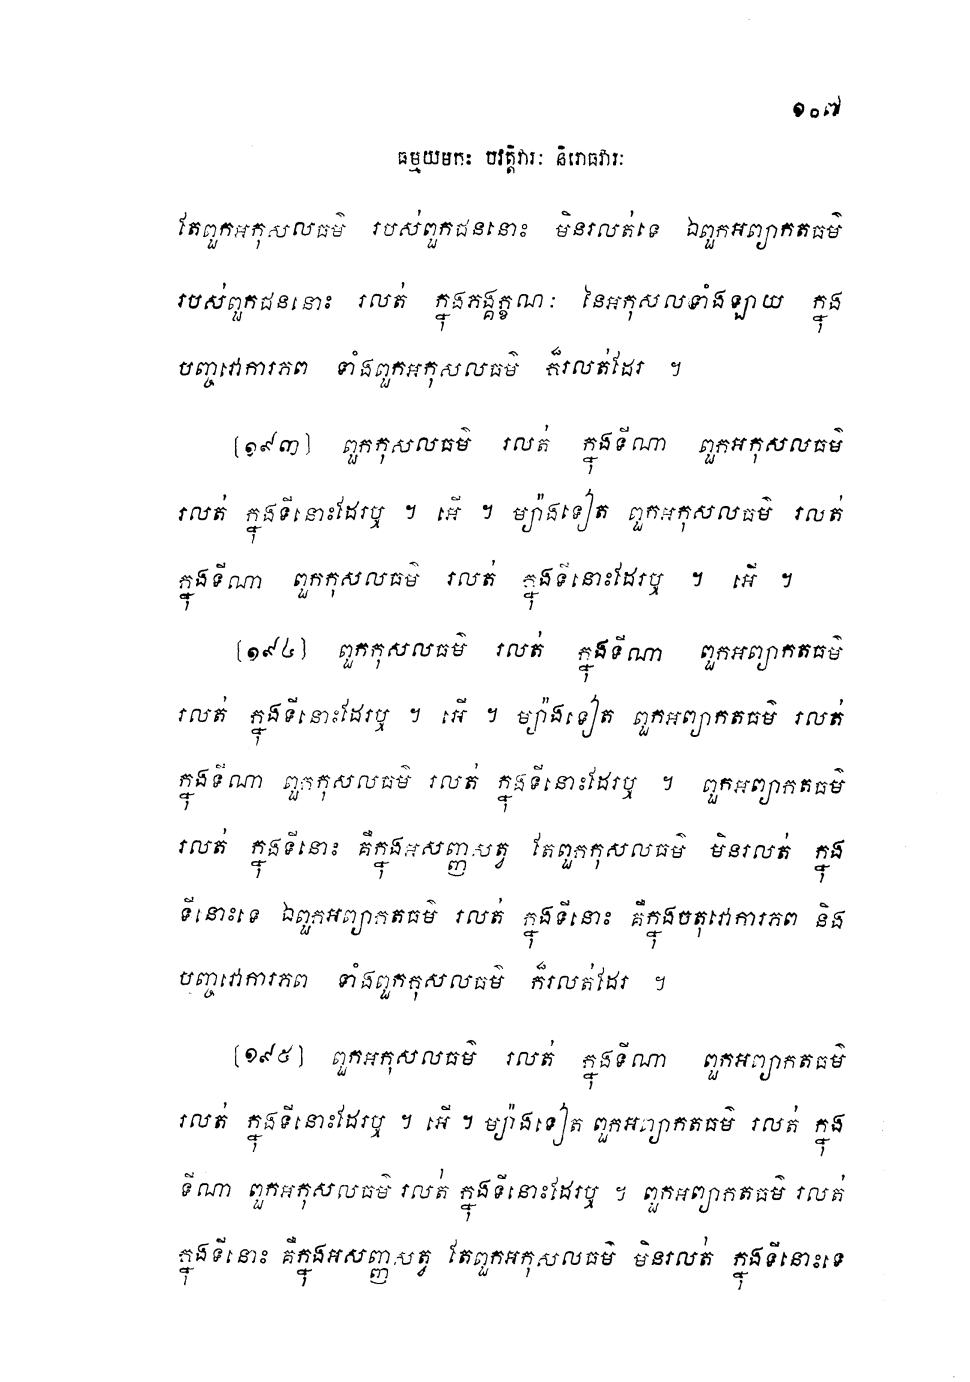 ១០៧
ធម្មយមកៈ បវត្តិវារៈ និរោធវារៈ
តែពួកអកុសលធម៌ របស់ពួកជននោះ មិនរលត់ទេ ឯពួកអព្យាកតធម៌
របស់ពួកជននោះ រលត់ ក្នុងភង្គក្ខណៈ នៃអកុសលទាំងឡាយ ក្នុង
បញ្ចវោការភព ទាំងពួកអកុសលធម៌ ក៏រលត់ដែរ ។
[១៩៣] ពួកកុសលធម៌ រលត់ ក្នុងទីណា ពួកអកុសលធម៌
រលត់ ក្នុងទីនោះដែរឬ ។ អើ ។ ម្យ៉ាងទៀត ពួកអកុសលធម៌ រលត់
ក្នុងទីណា ពួកកុសលធម៌ រលត់ ក្នុងទីនោះដែរឬ ។ អើ ។
[១៩៤] ពួកកុសលធម៌ រលត់ ក្នុងទីណា ពួកអព្យាកតធម៌
រលត់ ក្នុងទីនោះដែរឬ ។ អើ ។ ម្យ៉ាងទៀត ពួកអព្យាកតធម៌ រលត់
ក្នុងទីណា ពួកកុសលធម៌ រលត់ ក្នុងទីនោះដែរឬ ។ ពួកអព្យាកតធម៌
រលត់ ក្នុងទីនោះ គឺក្នុងអសញ្ញសត្វ តែពួកកុសលធម៌ មិនរលត់ ក្នុង
ទីនោះទេ ឯពួកអព្យាកតធម៌ រលត់ ក្នុងទីនោះ គឺក្នុងចតុវោការភព និង
បញ្ចវោការភព ទាំងពួកកុសលធម៌ ក៏រលត់ដែរ ។
[១៩៥] ពួកអកុសលធម៌ រលត់ ក្នុងទីណា ពួកអព្យាកតធម៌
រលត់ ក្នុងទីនោះដែរឬ ។ អើ ។ ម្យ៉ាងទៀត ពួកអព្យាកតធម៌ រលត់ ក្នុង
ទីណា ពួកអកុសលធម៌ រលត់ ក្នុងទីនោះដែរឬ ។ ពួកអព្យាកតធម៌ រលត់
ក្នុងទីនោះ គឺក្នុងអសញ្ញសត្វ តែពួកអកុសលធម៌ មិនរលត់ ក្នុងទីនោះទេ